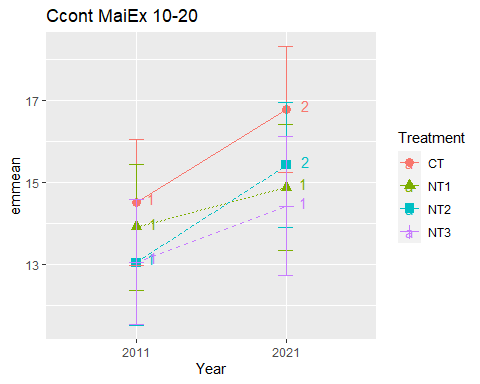 Ccont MaiEx 10-20
emmean
17
15
13
2
2
1
1
1
1
1
2011
2021
Year
Treatment
a CT
a NT1
a NT2
a NT3